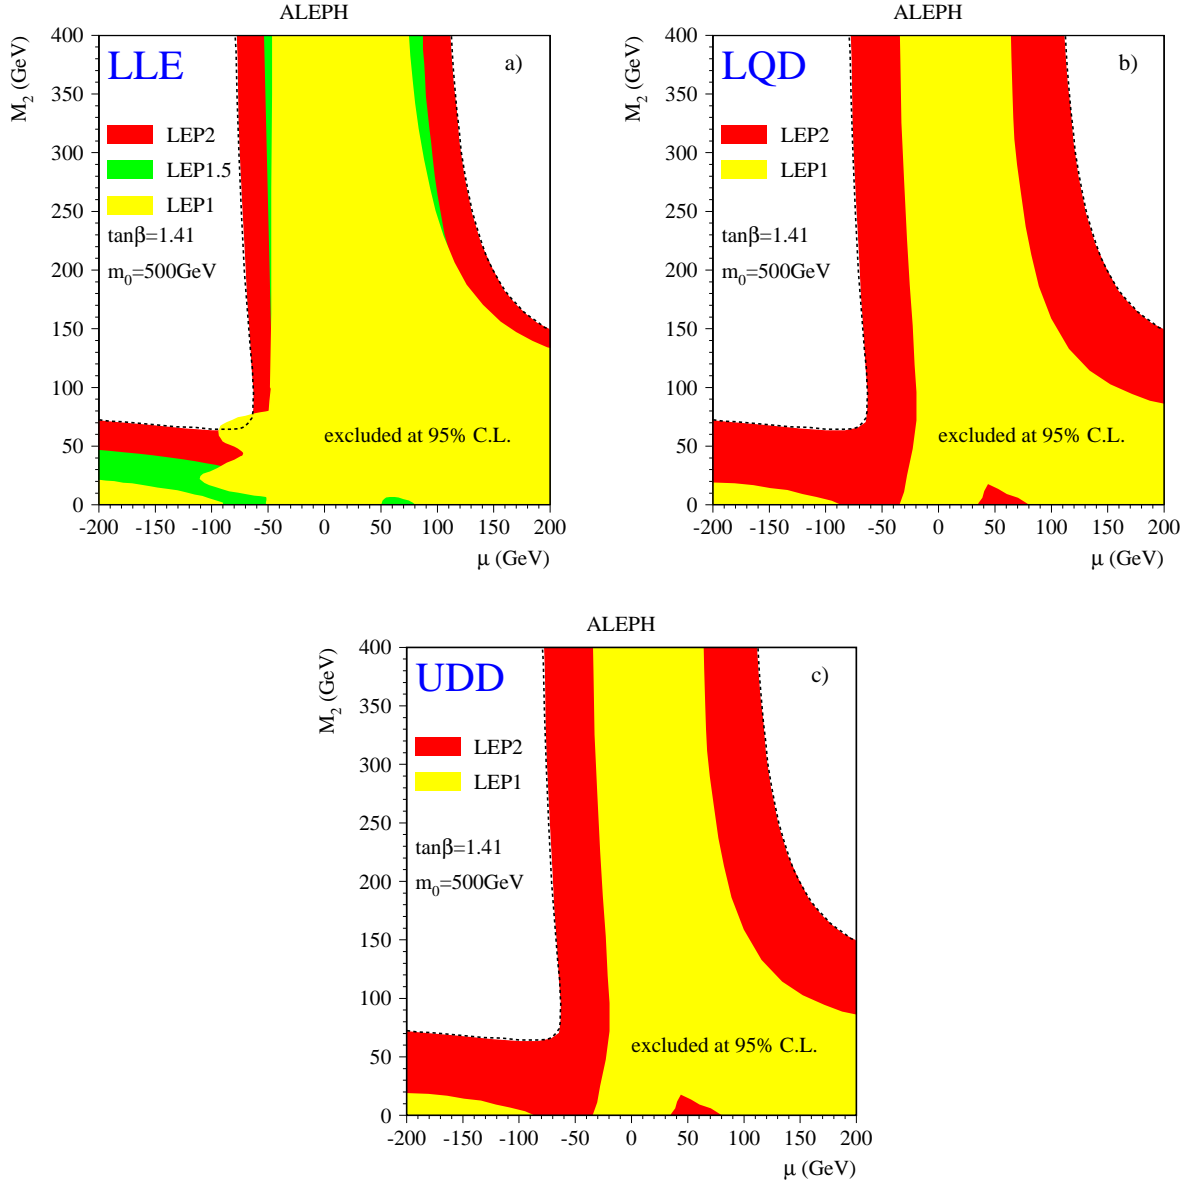 ALEPH
M2 (GeV)
400
350
300
250
200
150
100
50
0
LLE
a)
LEP2
LEP1.5
LEP1
tanβ=1.41
m0=500GeV
excluded at 95% C.L.
-200 -150 -100 -50 0 50 100 150 200
μ (GeV)
ALEPH
M2 (GeV)
400
350
300
250
200
150
100
50
0
LQD
b)
LEP2
LEP1
tanβ=1.41
m0=500GeV
excluded at 95% C.L.
-200 -150 -100 -50 0 50 100 150 200
μ (GeV)
ALEPH
M2 (GeV)
400
350
300
250
200
150
100
50
0
UDD
c)
LEP2
LEP1
tanβ=1.41
m0=500GeV
excluded at 95% C.L.
-200 -150 -100 -50 0 50 100 150 200
μ (GeV)